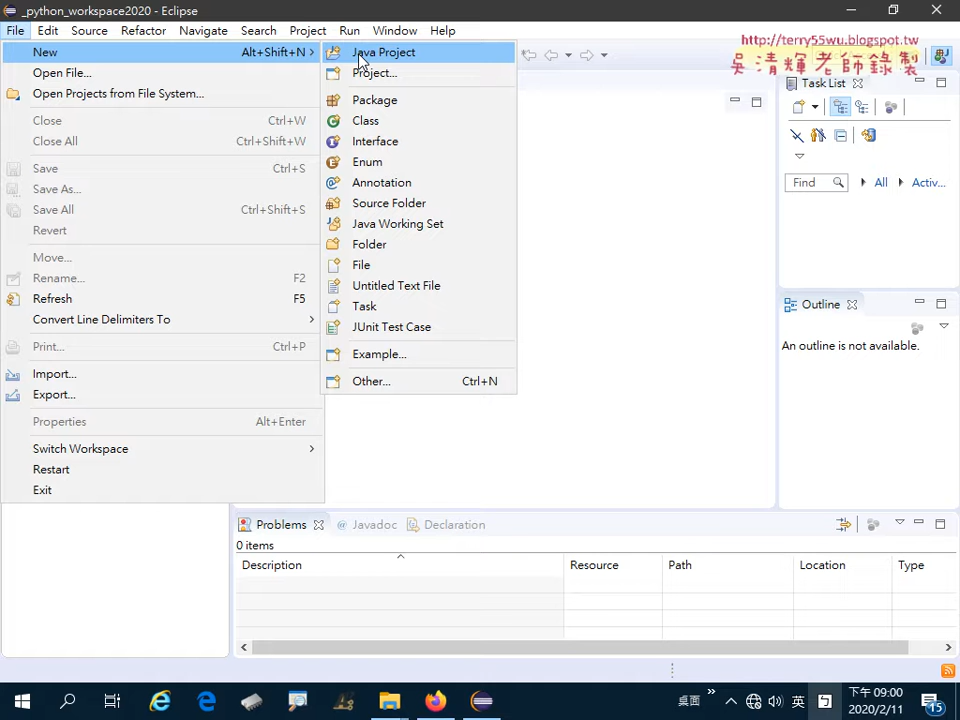 _python_workspace2020 - Eclipse
File Edit Source Refactor Navigate Search Project Run Window Help
http://terry55wu.blogspot.tw
吳清輝老師錄製
New Alt+Shift+N
Open File...
Open Projects from File System...
Close Ctrl+W
Close All Ctrl+Shift+W
Save Ctrl+S
Save As...
Save All Ctrl+Shift+S
Revert
Move...
Rename... F2
Refresh F5
Convert Line Delimiters To
Print... Ctrl+P
Import...
Export...
Properties Alt+Enter
Switch Workspace
Restart
Exit
Java Project
Project...
Package
Class
Interface
Enum
Annotation
Source Folder
Java Working Set
Folder
File
Untitled Text File
Task
JUnit Test Case
Example...
Other... Ctrl+N
Task List
Find All Activ...
Outline
An outline is not available.
Problems @ Javadoc Declaration
0 items
Description Resource Path Location Type
桌面 英 下午 09:00
2020/2/11 15